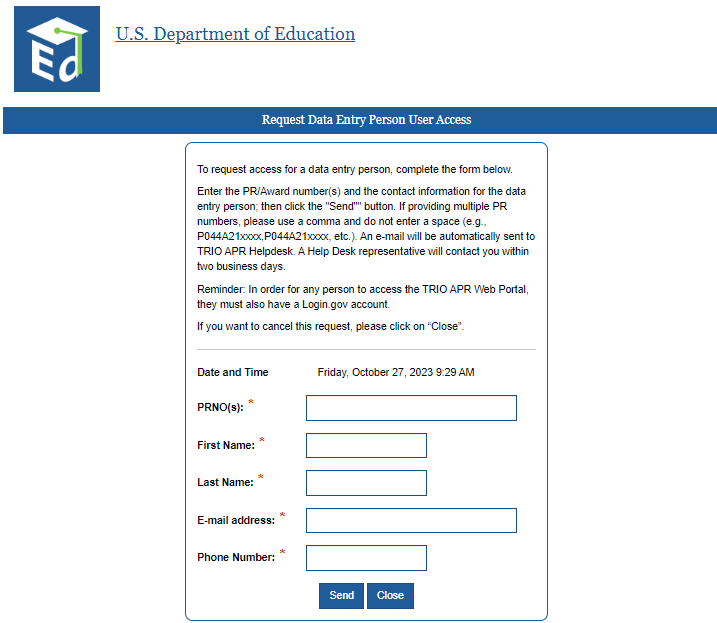 Ed
U.S. Department of Education
Request Data Entry Person User Access
To request access for a data entry person, complete the form below.
Enter the PR/Award number(s) and the contact information for the data
entry person; then click the "Send"" button. If providing multiple PR
numbers, please use a comma and do not enter a space (e.g.,
P044A21xxxx,P044A21xxxx, etc.). An e-mail will be automatically sent to
TRIO APR Helpdesk. A Help Desk representative will contact you within
two business days.
Reminder: In order for any person to access the TRIO APR Web Portal,
they must also have a Login.gov account.
If you want to cancel this request, please click on “Close”.
Date and Time Friday, October 27, 2023 9:29 AM
PRNO(s): *
First Name: *
Last Name: *
E-mail address: *
Phone Number: *
Send Close